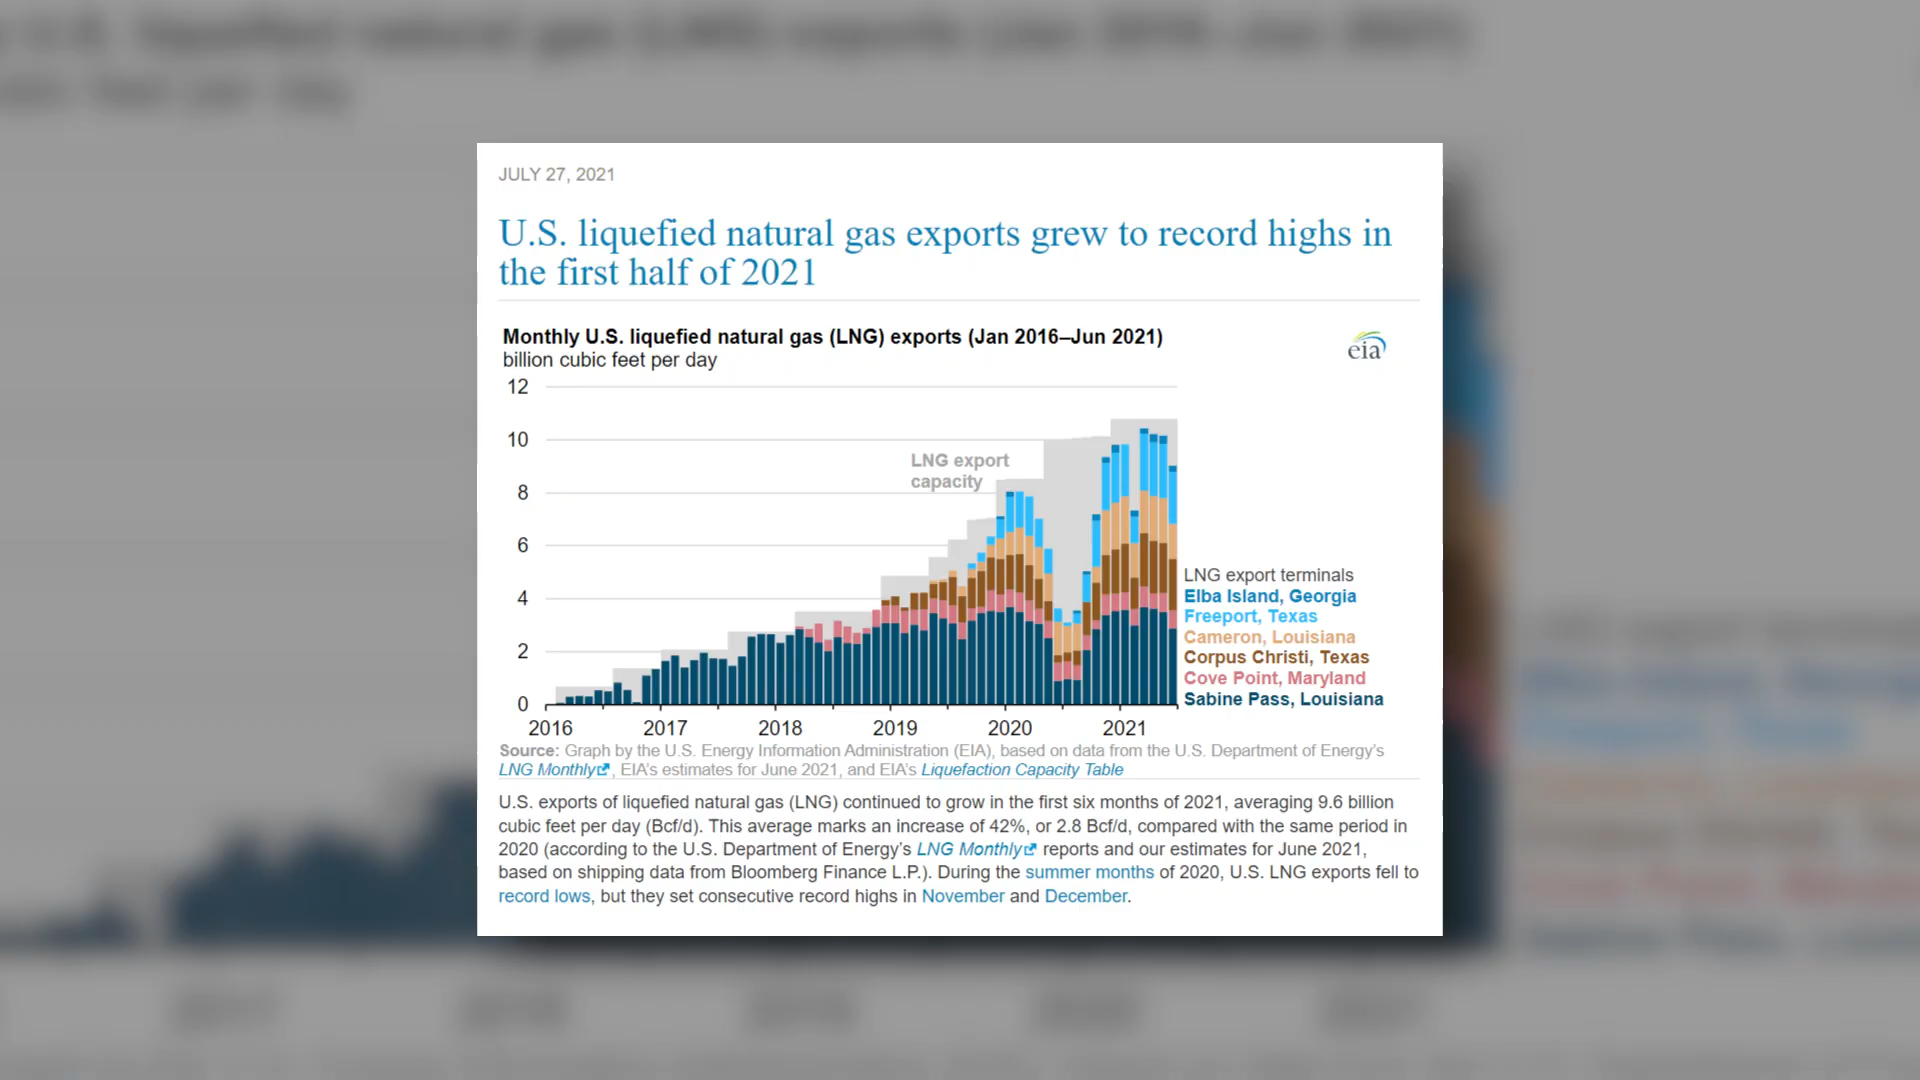 JULY 27, 2021
U.S. liquefied natural gas exports grew to record highs in
the first half of 2021
Monthly U.S. liquefied natural gas (LNG) exports (Jan 2016–Jun 2021)
billion cubic feet per day
eia
12
10
8
6
4
2
0
LNG export
capacity
2016 2017 2018 2019 2020 2021
LNG export terminals
Elba Island, Georgia
Freeport, Texas
Cameron, Louisiana
Corpus Christi, Texas
Cove Point, Maryland
Sabine Pass, Louisiana
Source: Graph by the U.S. Energy Information Administration (EIA), based on data from the U.S. Department of Energy's
LNG Monthly, EIA's estimates for June 2021, and EIA's Liquefaction Capacity Table
U.S. exports of liquefied natural gas (LNG) continued to grow in the first six months of 2021, averaging 9.6 billion
cubic feet per day (Bcf/d). This average marks an increase of 42%, or 2.8 Bcf/d, compared with the same period in
2020 (according to the U.S. Department of Energy's LNG Monthly reports and our estimates for June 2021,
based on shipping data from Bloomberg Finance L.P.). During the summer months of 2020, U.S. LNG exports fell to
record lows, but they set consecutive record highs in November and December.